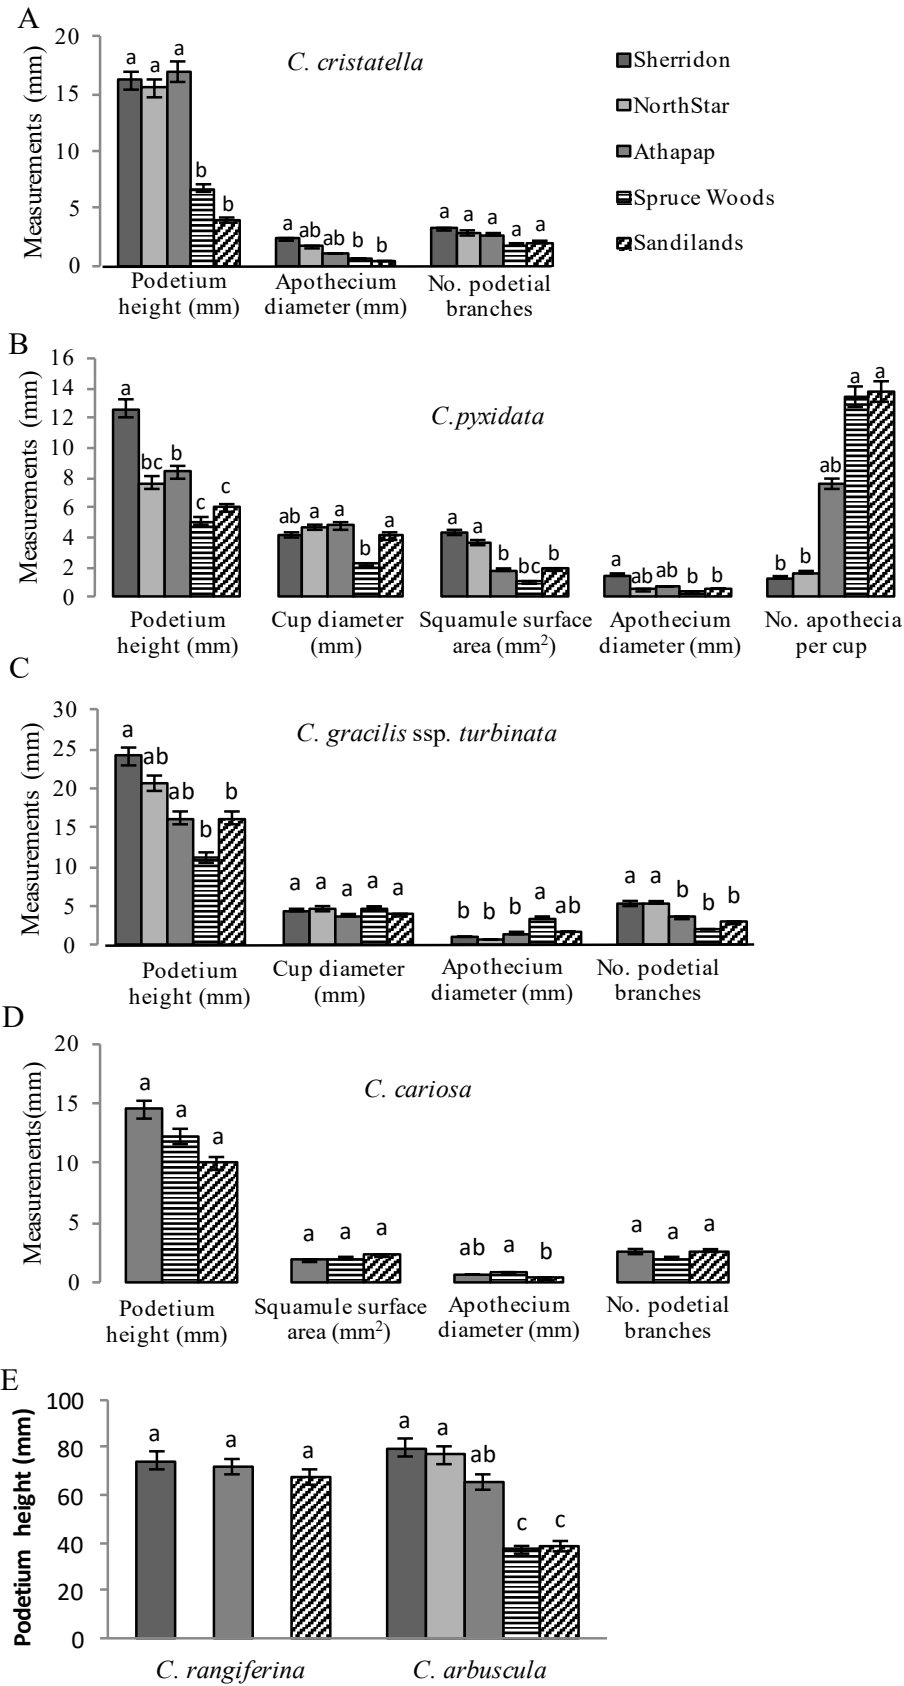 A
C. cristatella
Measurements (mm)
20
15
10
5
0
a a a b b
a ab ab b b
a a a a a
Podetium height (mm)
Apothecium diameter (mm)
No. podetial branches
Sherridon
NorthStar
Athapap
Spruce Woods
Sandilands
B
C.pyxidata
Measurements (mm)
16
14
12
10
8
6
4
2
0
a bc b c c
ab a a b a
a a b bc b
a ab ab b b
b b ab a a
Podetium height (mm)
Cup diameter (mm)
Squamule surface area (mm²)
Apothecium diameter (mm)
No. apothecia per cup
C
C. gracilis ssp. turbinata
Measurements (mm)
30
25
20
15
10
5
0
a ab ab b b
a a a a a
b b b a ab
a a b b b
Podetium height (mm)
Cup diameter (mm)
Apothecium diameter (mm)
No. podetial branches
D
C. cariosa
Measurements(mm)
20
15
10
5
0
a a a
a a a
ab a b
a a a
Podetium height (mm)
Squamule surface area (mm²)
Apothecium diameter (mm)
No. podetial branches
E
Podetium height (mm)
100
80
60
40
20
0
a a a
a a ab c c
C. rangiferina
C. arbuscula